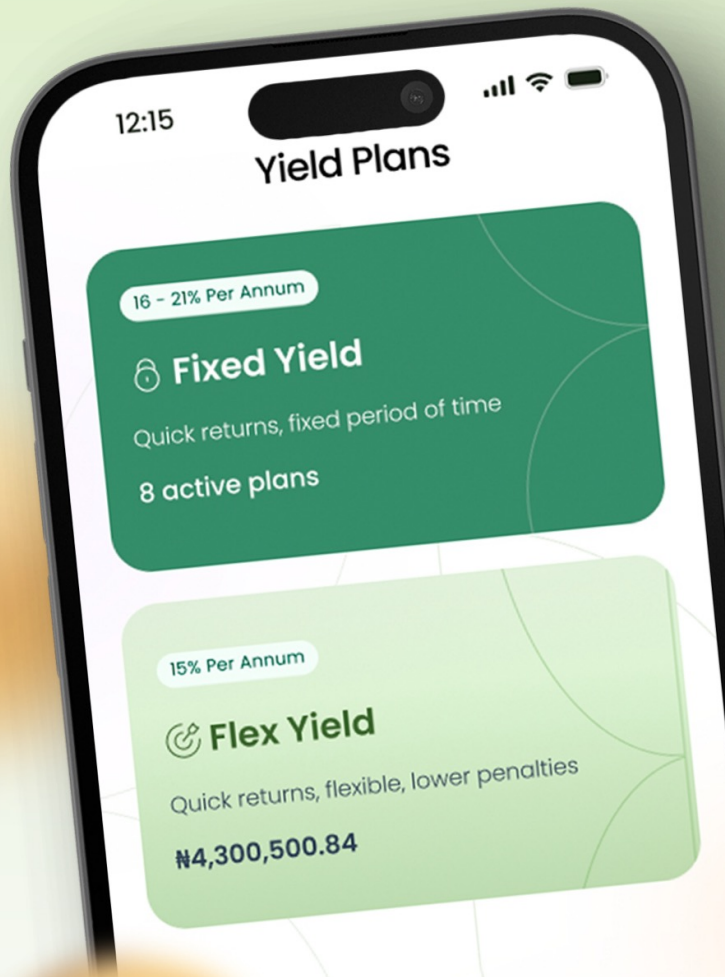 12:15
Yield Plans
16 - 21% Per Annum
Fixed Yield
Quick returns, fixed period of time
8 active plans
15% Per Annum
Flex Yield
Quick returns, flexible, lower penalties
₦4,300,500.84